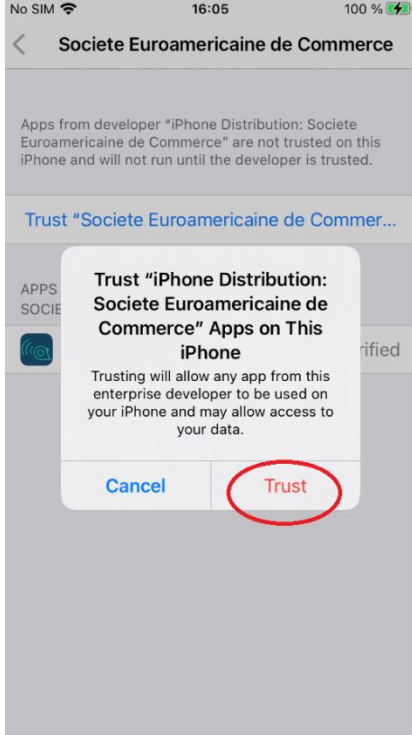 No SIM 16:05 100 %
Societe Euroamericaine de Commerce
Apps from developer “iPhone Distribution: Societe
Euroamericaine de Commerce” are not trusted on this
iPhone and will not run until the developer is trusted.
Trust “Societe Euroamericaine de Commer...
APPS
SOCIE
Trust “iPhone Distribution:
Societe Euroamericaine de
Commerce” Apps on This
iPhone
Trusting will allow any app from this
enterprise developer to be used on
your iPhone and may allow access to
your data.
rified
Cancel Trust